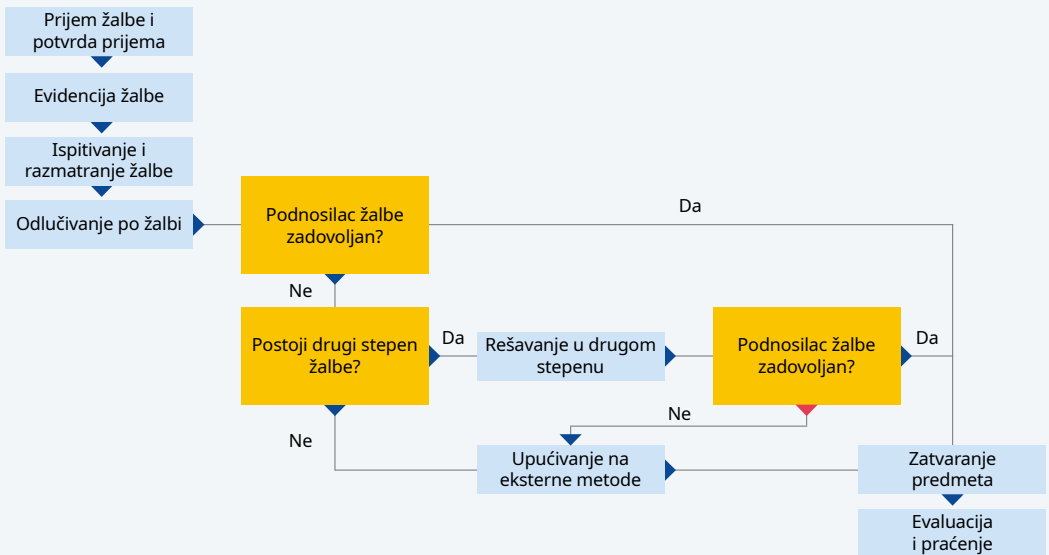 Prijem žalbe i
potvrda prijema
Evidencija žalbe
Ispitivanje i
razmatranje žalbe
Odlučivanje po žalbi
Podnosilac žalbe
zadovoljan?
Da
Ne
Postoji drugi stepen
žalbe?
Da
Rešavanje u drugom
stepenu
Podnosilac žalbe
zadovoljan?
Da
Ne
Ne
Upućivanje na
eksterne metode
Zatvaranje
predmeta
Evaluacija
i praćenje